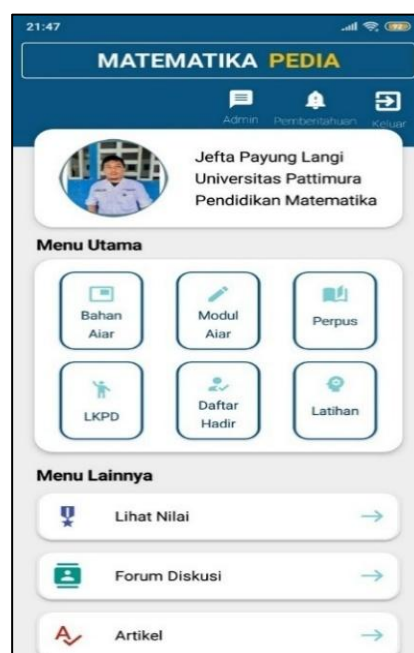 21:47
MATEMATIKA PEDIA
Admin Pemberitahuan Keluar
Jefta Payung Langi
Universitas Pattimura
Pendidikan Matematika
Menu Utama
Bahan Aiar
Modul Aiar
Perpus
LKPD
Daftar Hadir
Latihan
Menu Lainnya
Lihat Nilai
Forum Diskusi
Artikel